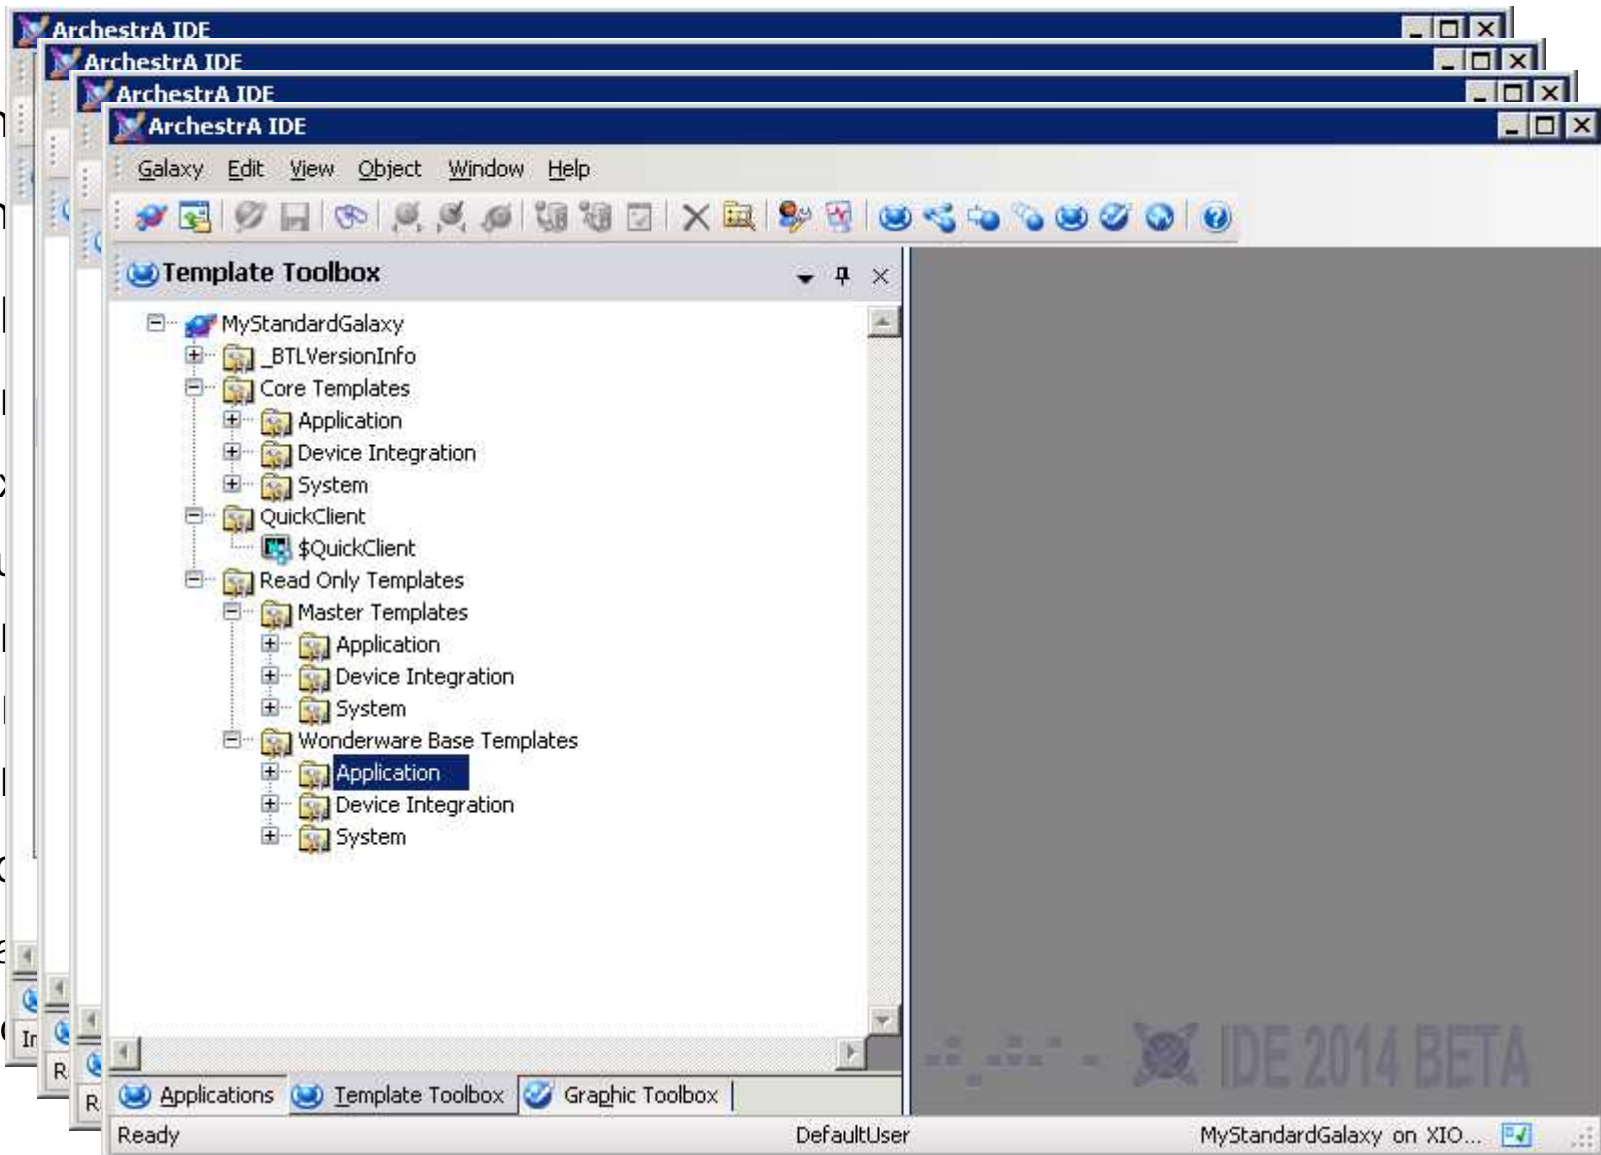 ArchestrA IDE
ArchestrA IDE
ArchestrA IDE
ArchestrA IDE
Galaxy Edit View Object Window Help
Template Toolbox
MyStandardGalaxy
_BTLVersionInfo
Core Templates
Application
Device Integration
System
QuickClient
$QuickClient
Read Only Templates
Master Templates
Application
Device Integration
System
Wonderware Base Templates
Application
Device Integration
System
IDE 2014 BETA
Applications Template Toolbox Graphic Toolbox
Ready DefaultUser MyStandardGalaxy on XIO...